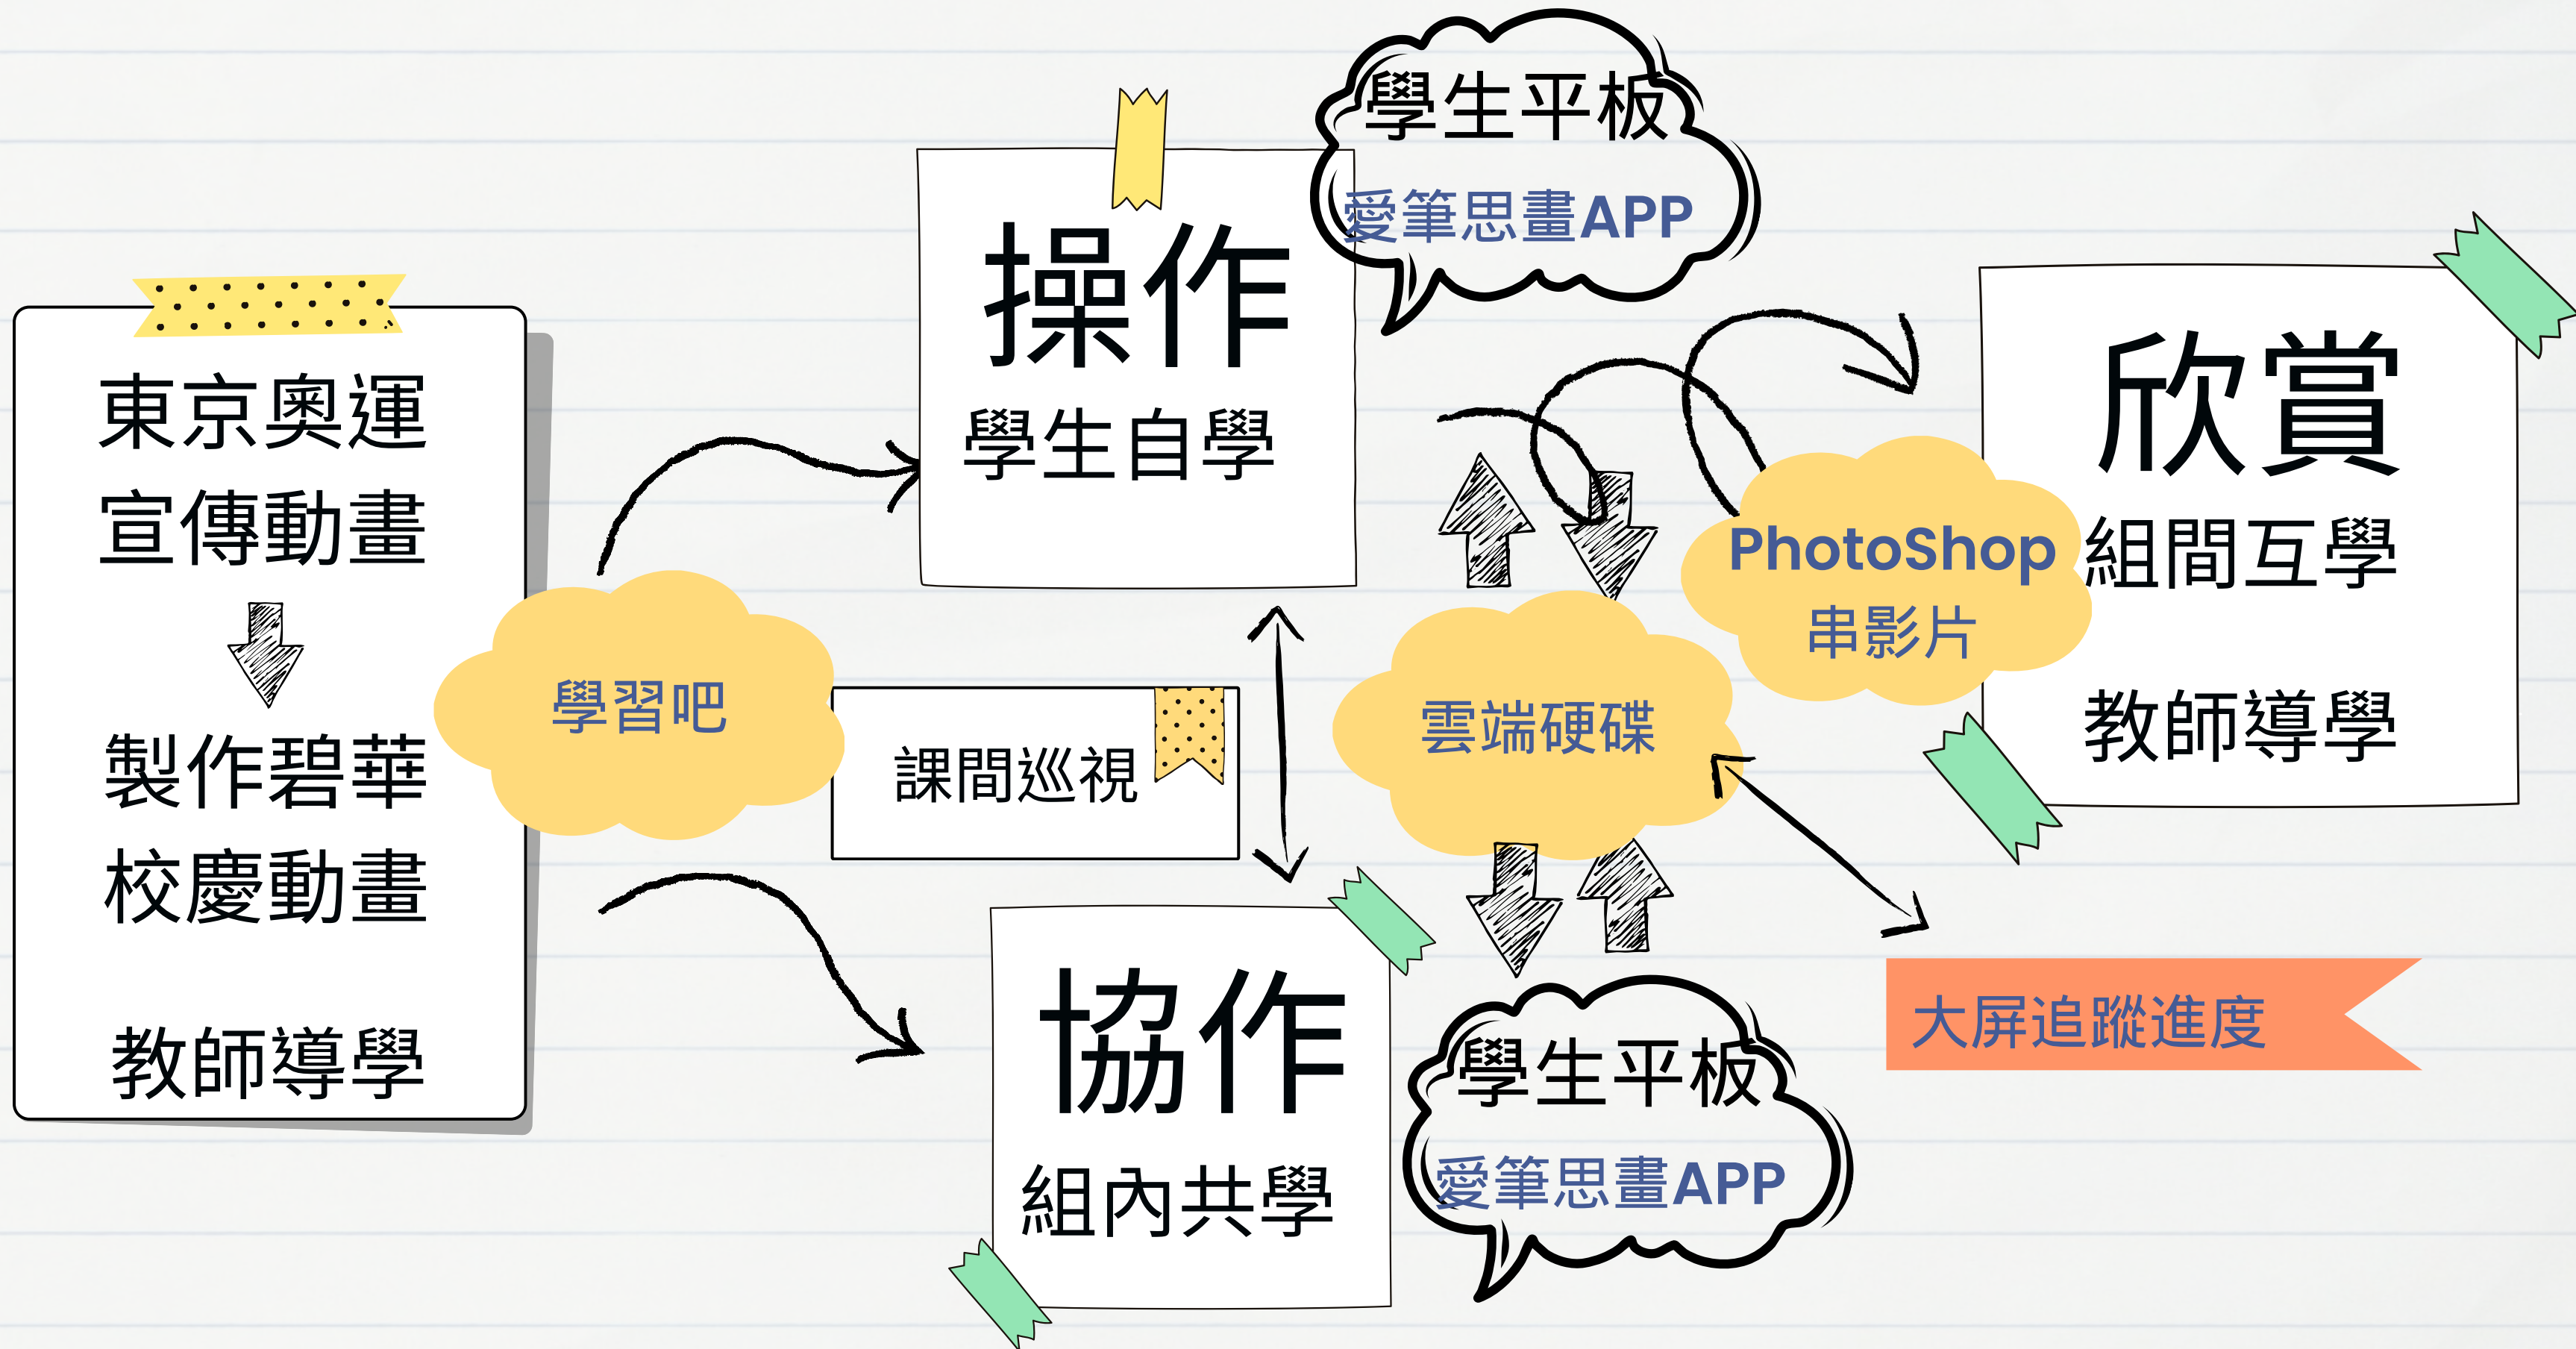 東京奧運
宣傳動畫
製作碧華
校慶動畫
教師導學
學習吧
操作
學生自學
學生平板
愛筆思畫APP
課間巡視
協作
組內共學
學生平板
愛筆思畫APP
雲端硬碟
PhotoShop
串影片
欣賞
組間互學
教師導學
大屏追蹤進度